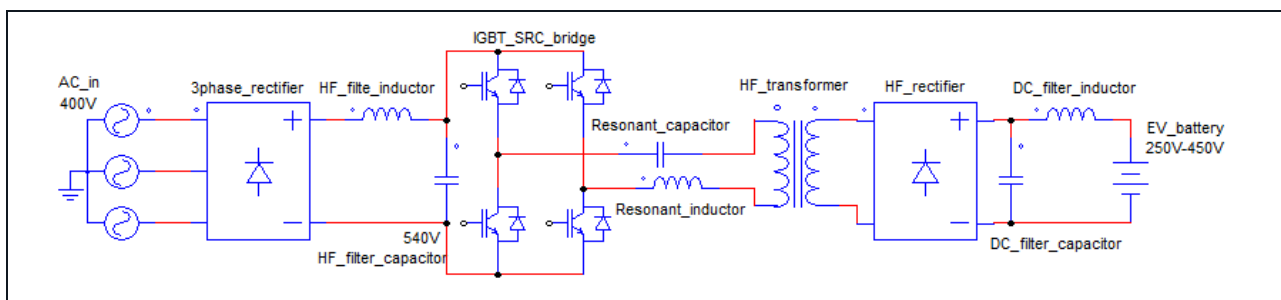 IGBT_SRC_bridge
AC_in
400V
3phase_rectifier
HF_filte_inductor
HF_transformer
HF_rectifier
DC_filter_inductor
Resonant_capacitor
EV_battery
250V-450V
Resonant_inductor
540V
HF_filter_capacitor
DC_filter_capacitor